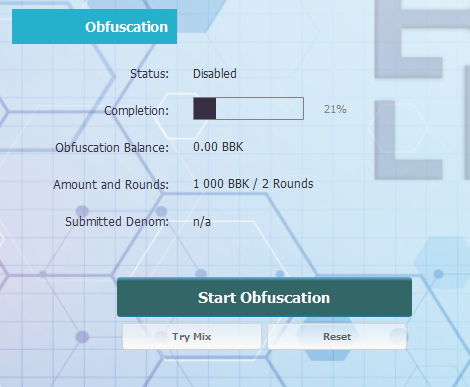 Obfuscation
Status: Disabled
Completion: 21%
Obfuscation Balance: 0.00 BBK
Amount and Rounds: 1 000 BBK / 2 Rounds
Submitted Denom: n/a
Start Obfuscation
Try Mix Reset